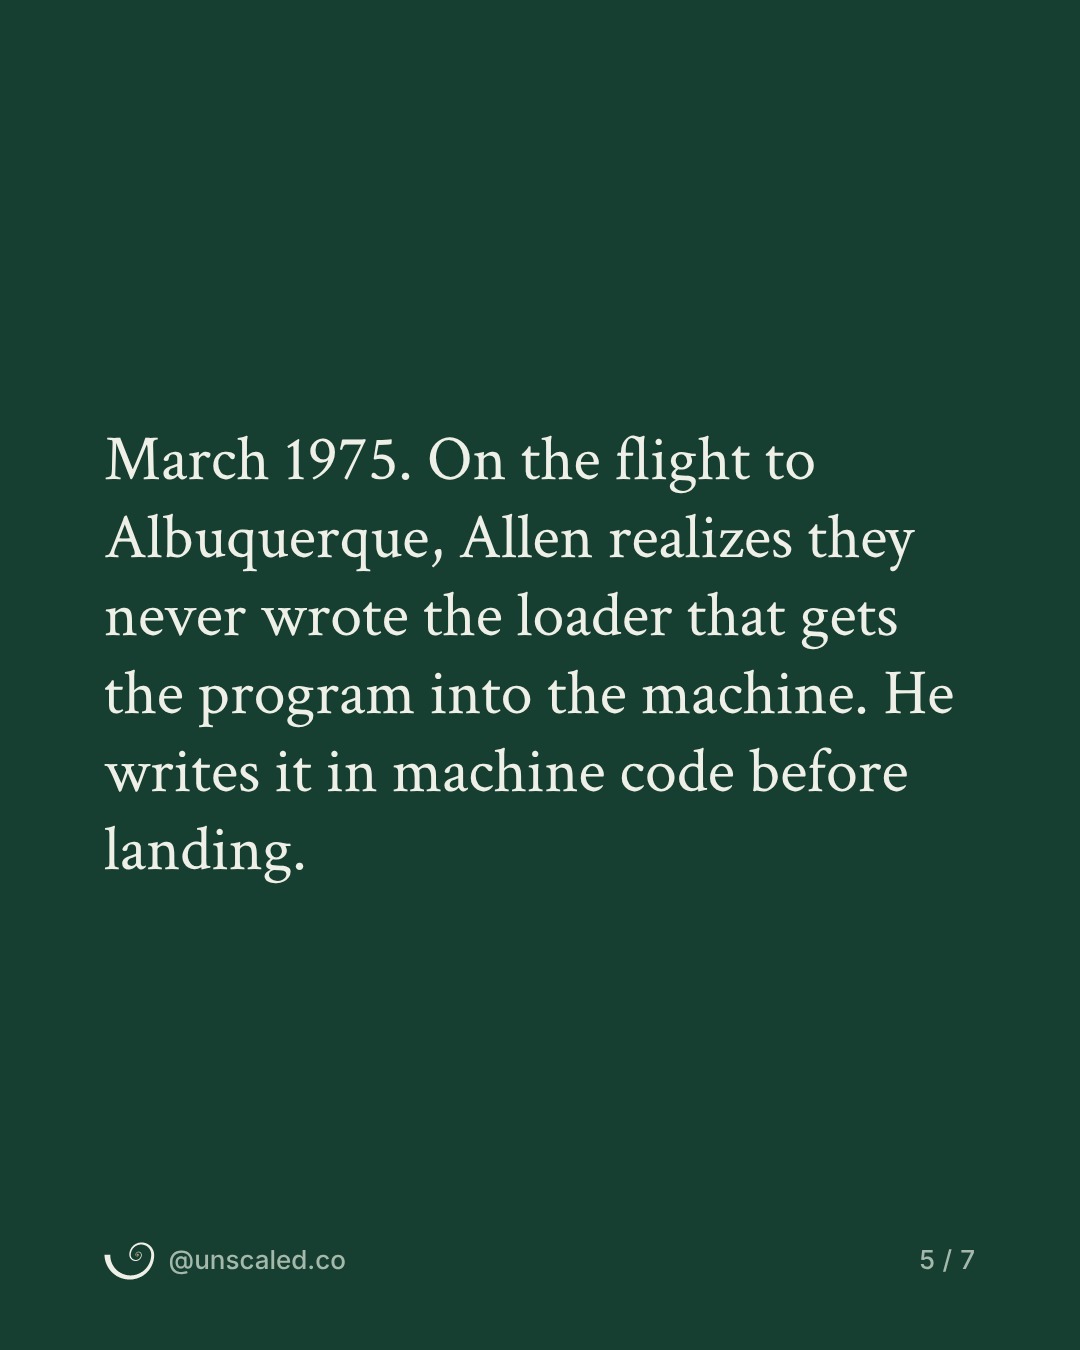 March 1975. On the flight to
Albuquerque, Allen realizes they
never wrote the loader that gets
the program into the machine. He
writes it in machine code before
landing.
@unscaled.co
5 / 7